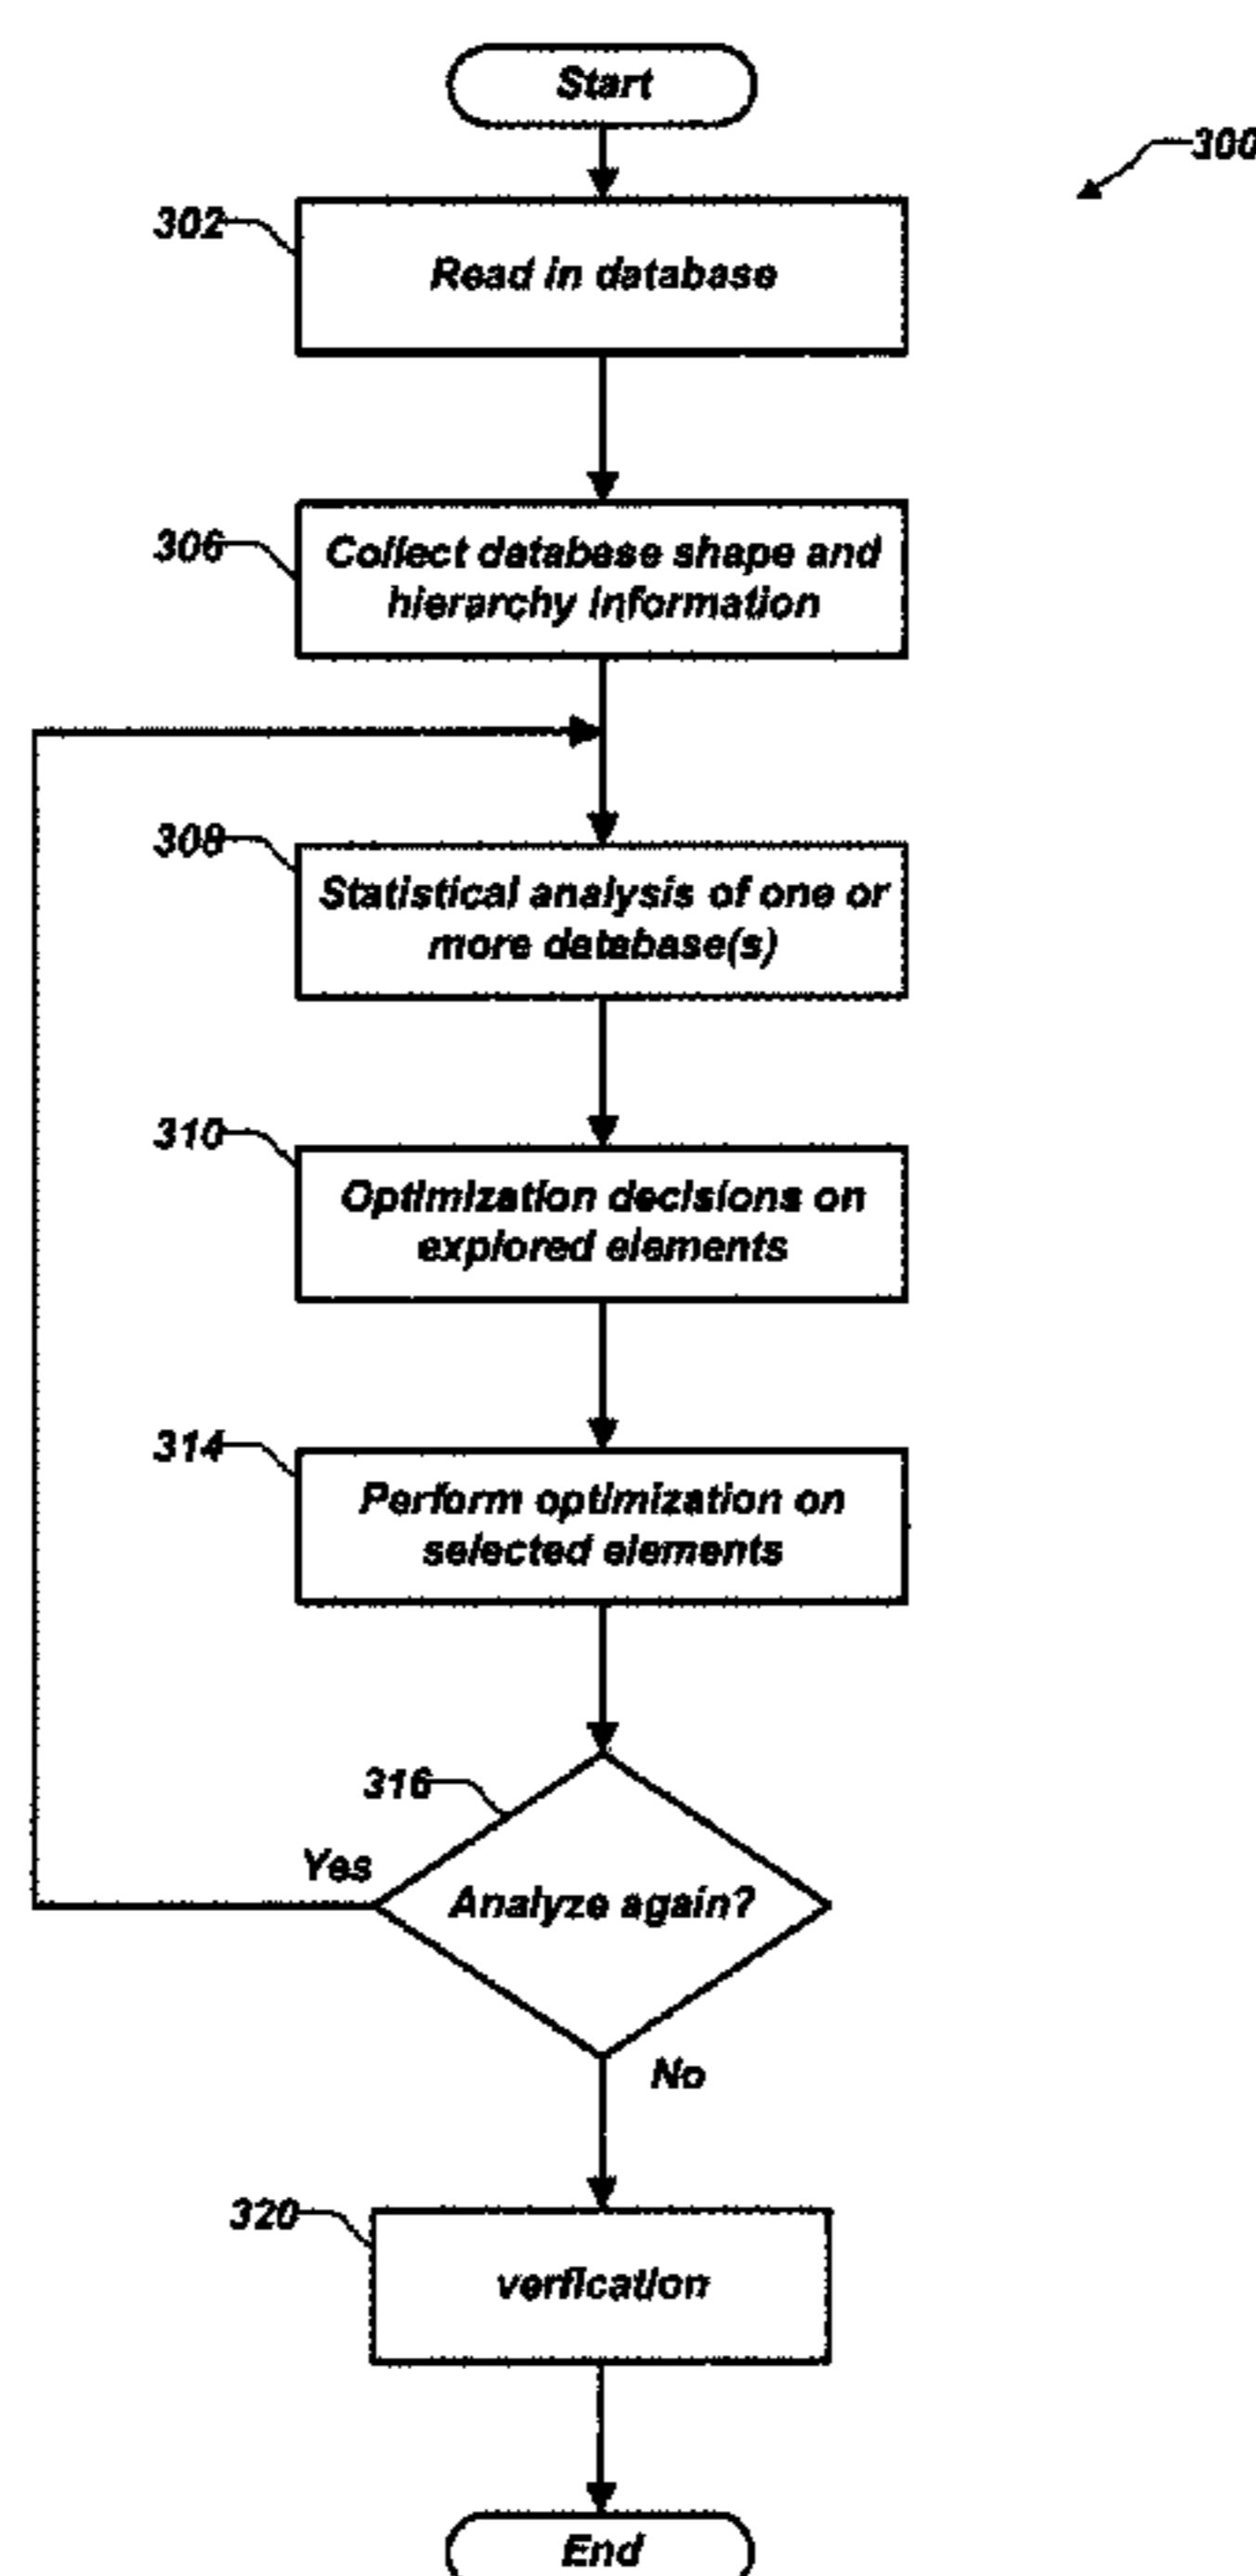 Start
300
302
Read in database
306
Collect database shape and
hierarchy information
308
Statistical analysis of one or
more database(s)
310
Optimization decisions on
explored elements
314
Perform optimization on
selected elements
316
Yes
Analyze again?
No
320
verfication
End